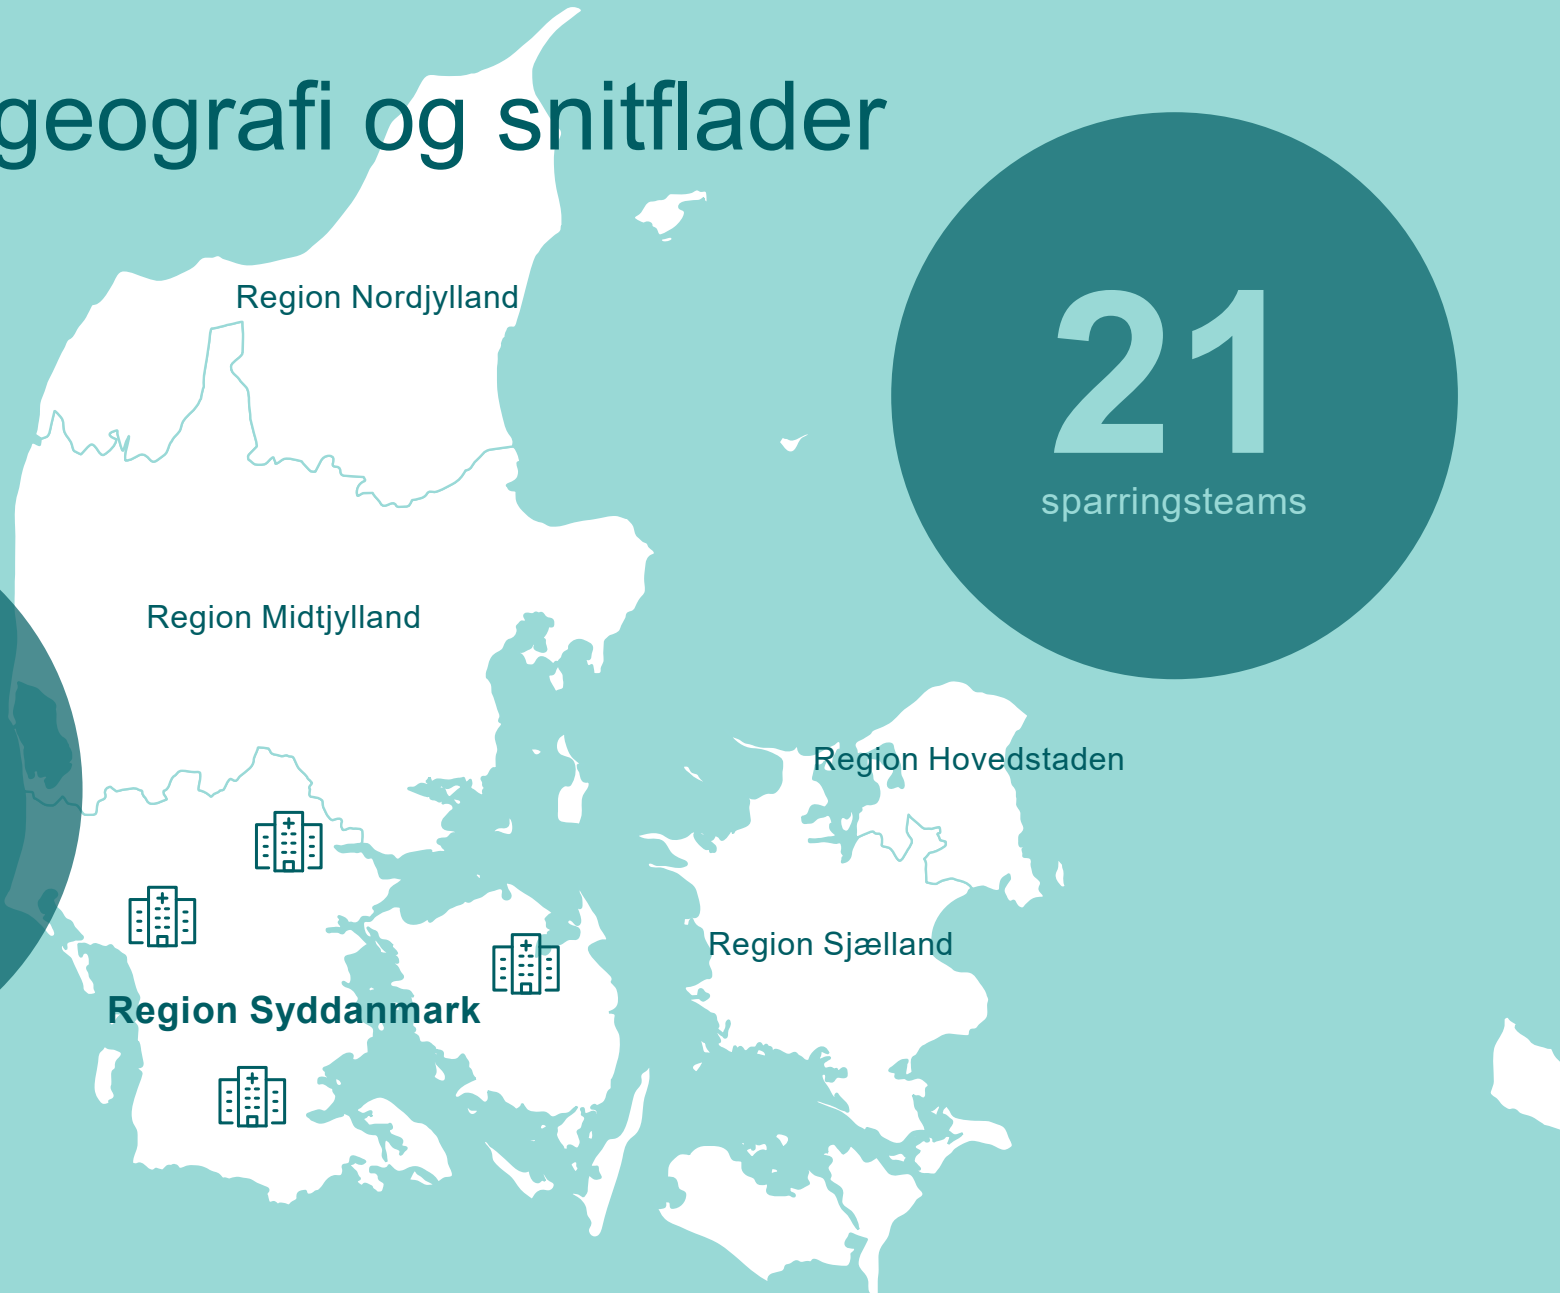 geografi og snitflader
21
sparringsteams
Region Nordjylland
Region Midtjylland
Region Hovedstaden
Region Sjælland
Region Syddanmark